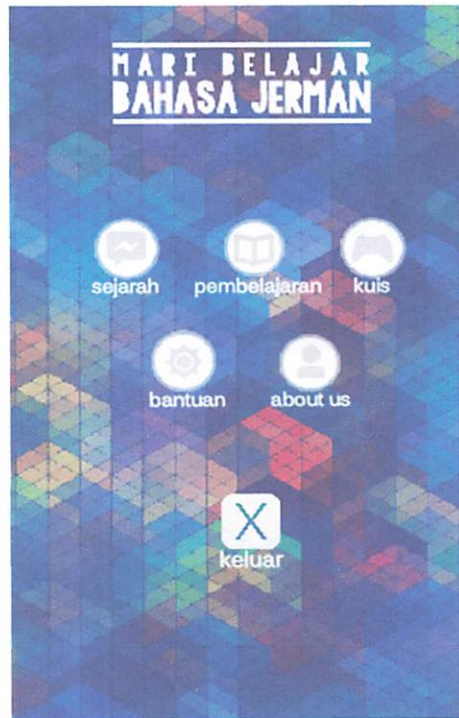 MARI BELAJAR
BAHASA JERMAN
sejarah pembelajaran kuis
bantuan about us
X
keluar